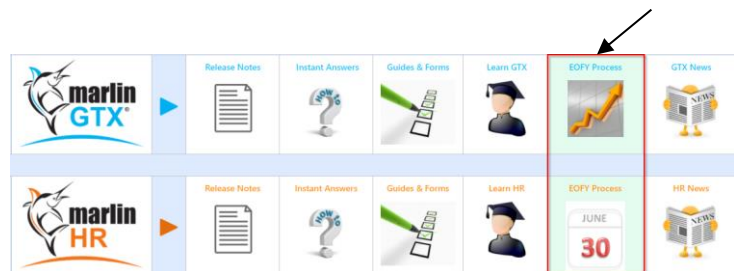 Release Notes
Instant Answers
Guides & Forms
Learn GTX
EOFY Process
GTX News
marlin
GTX®
HOW TO
NEWS
Release Notes
Instant Answers
Guides & Forms
Learn HR
EOFY Process
HR News
marlin
HR
HOW TO
JUNE
30
NEWS